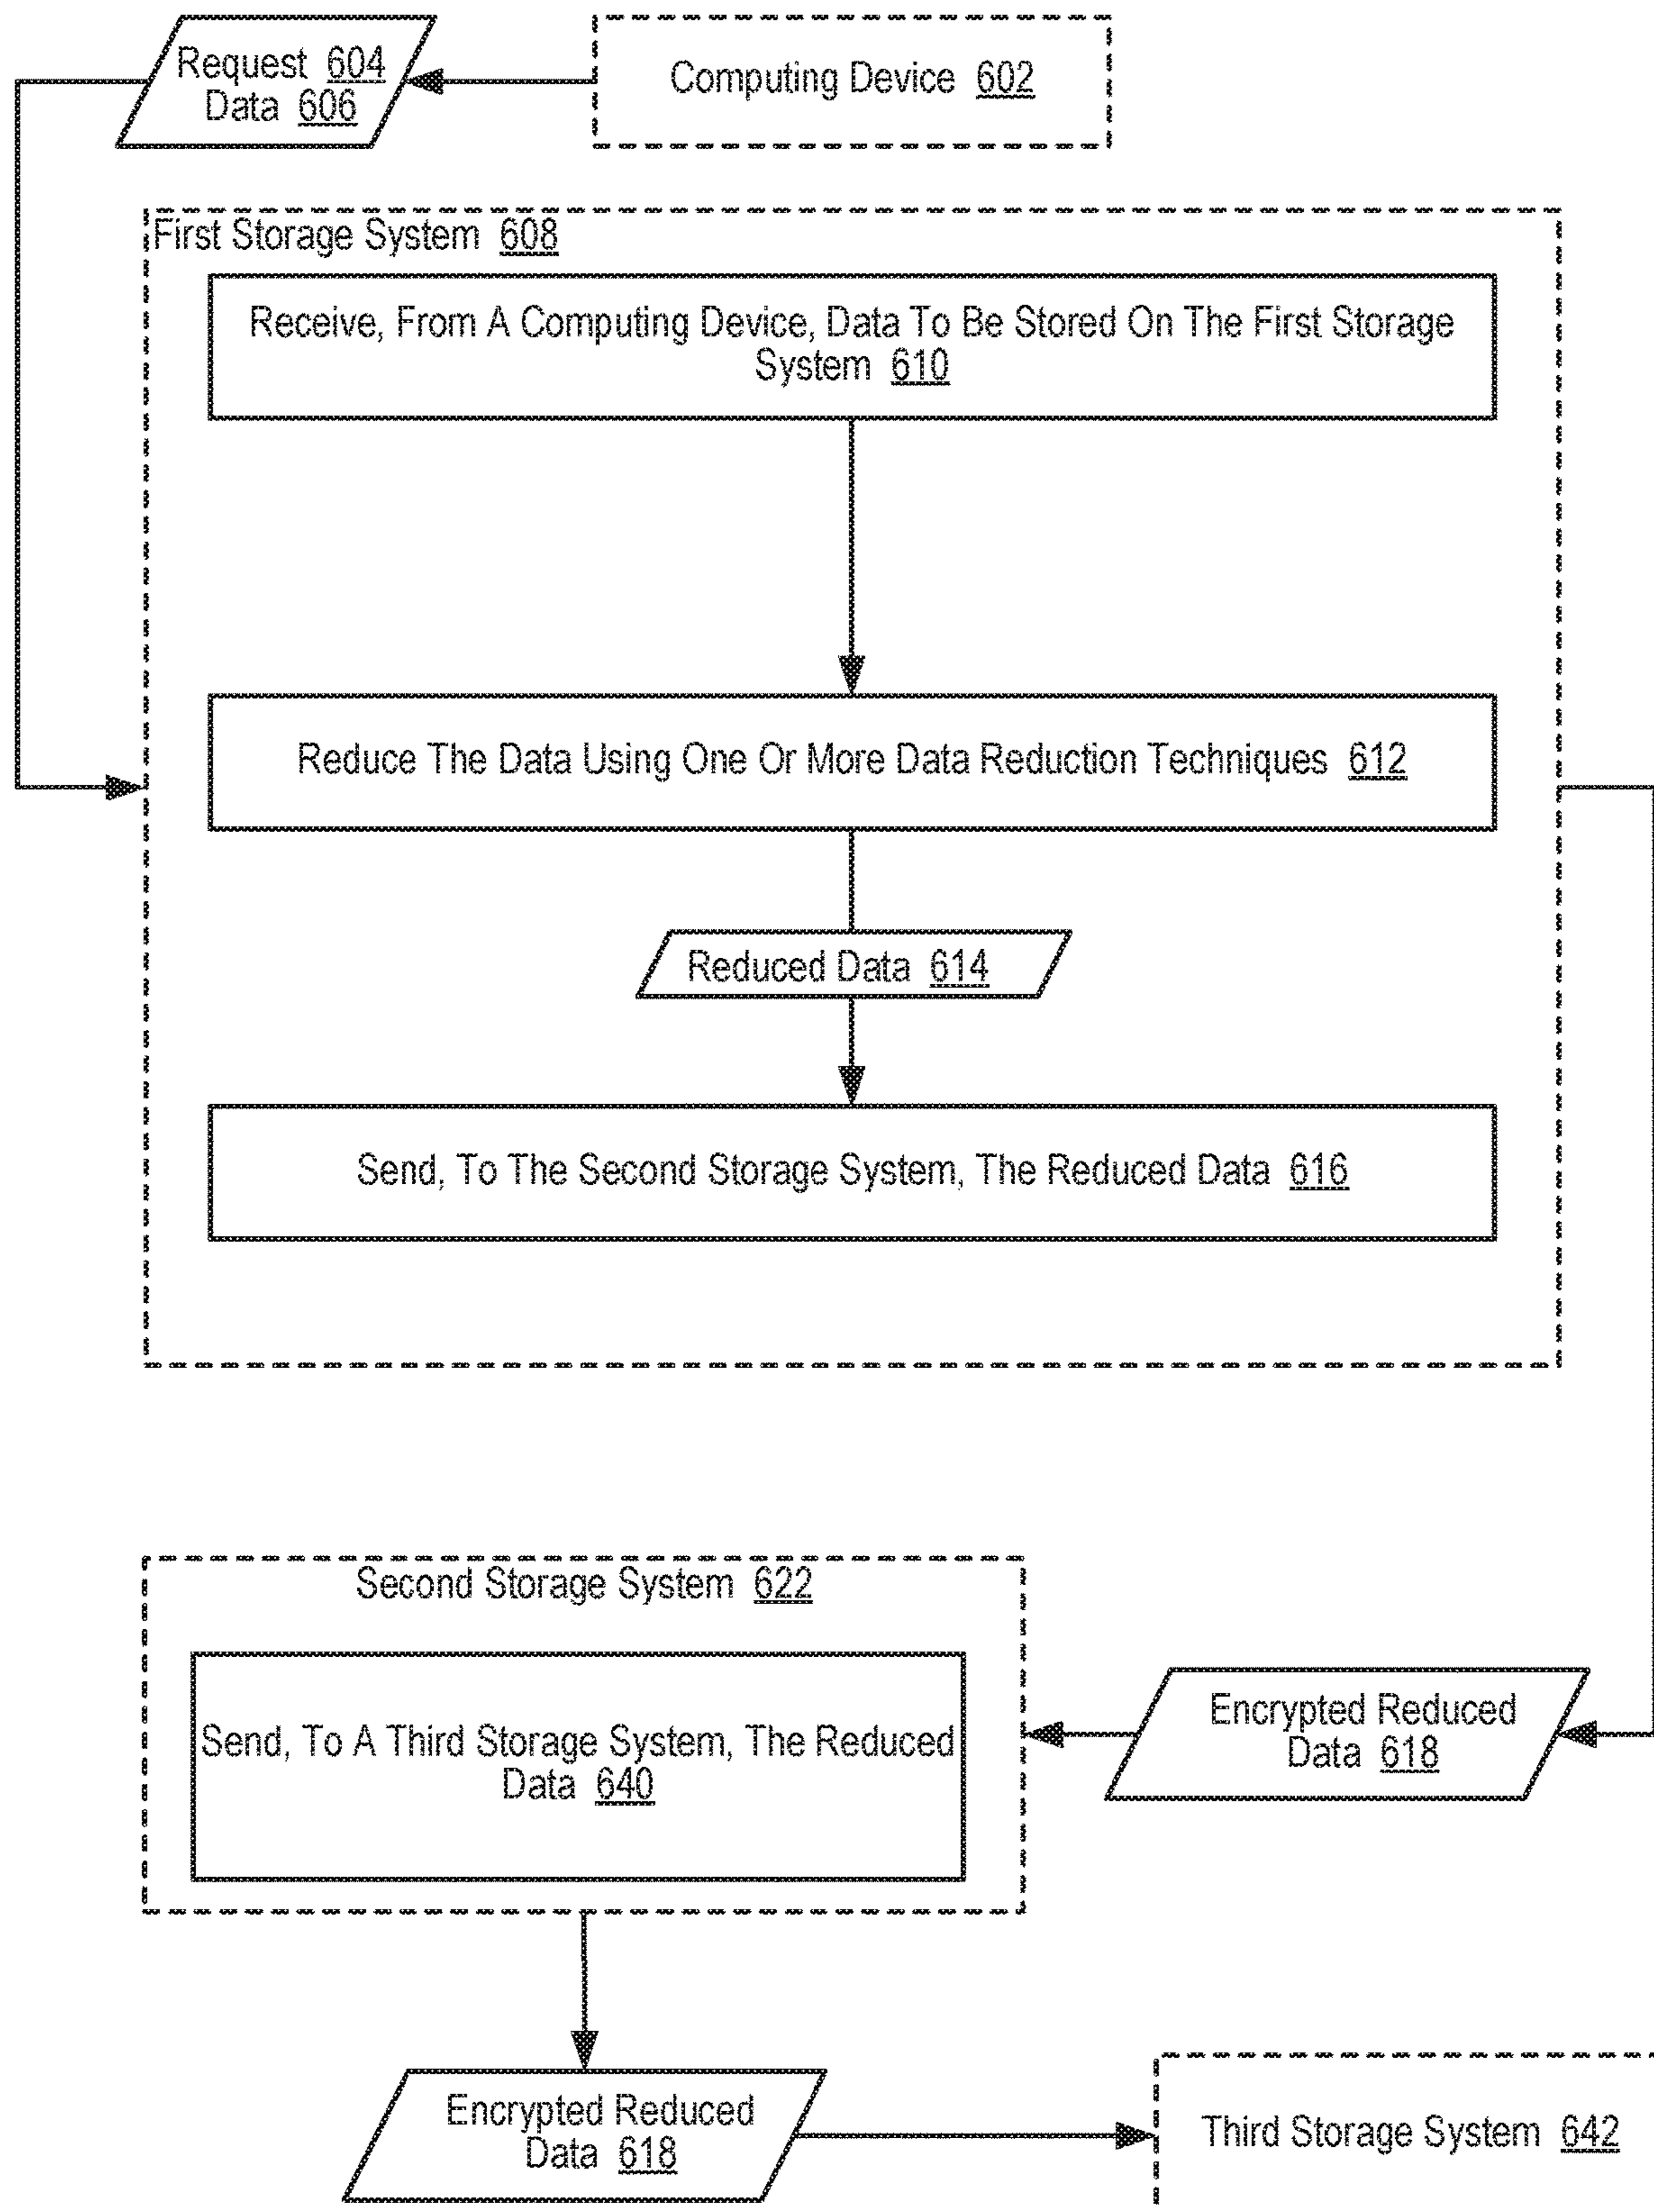 Request 604
Data 606
Computing Device 602
First Storage System 608
Receive, From A Computing Device, Data To Be Stored On The First Storage
System 610
Reduce The Data Using One Or More Data Reduction Techniques 612
Reduced Data 614
Send, To The Second Storage System, The Reduced Data 616
Second Storage System 622
Send, To A Third Storage System, The Reduced
Data 640
Encrypted Reduced
Data 618
Encrypted Reduced
Data 618
Third Storage System 642